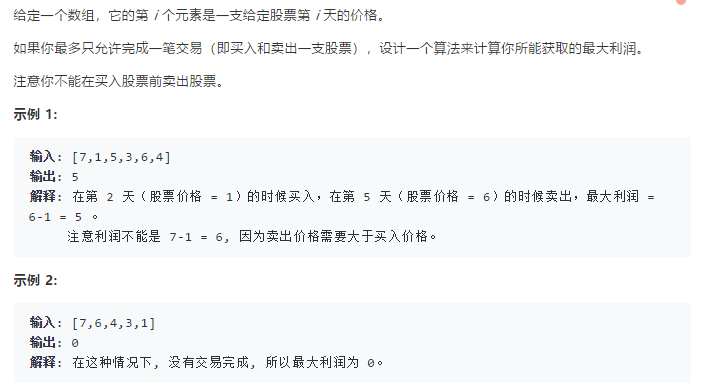 给定一个数组，它的第 i 个元素是一支给定股票第 i 天的价格。
如果你最多只允许完成一笔交易（即买入和卖出一支股票），设计一个算法来计算你所能获取的最大利润。
注意你不能在买入股票前卖出股票。
示例 1:
输入: [7,1,5,3,6,4]
输出: 5
解释: 在第 2 天（股票价格 = 1）的时候买入，在第 5 天（股票价格 = 6）的时候卖出，最大利润 =
6-1 = 5 。
注意利润不能是 7-1 = 6, 因为卖出价格需要大于买入价格。
示例 2:
输入: [7,6,4,3,1]
输出: 0
解释: 在这种情况下, 没有交易完成, 所以最大利润为 0。